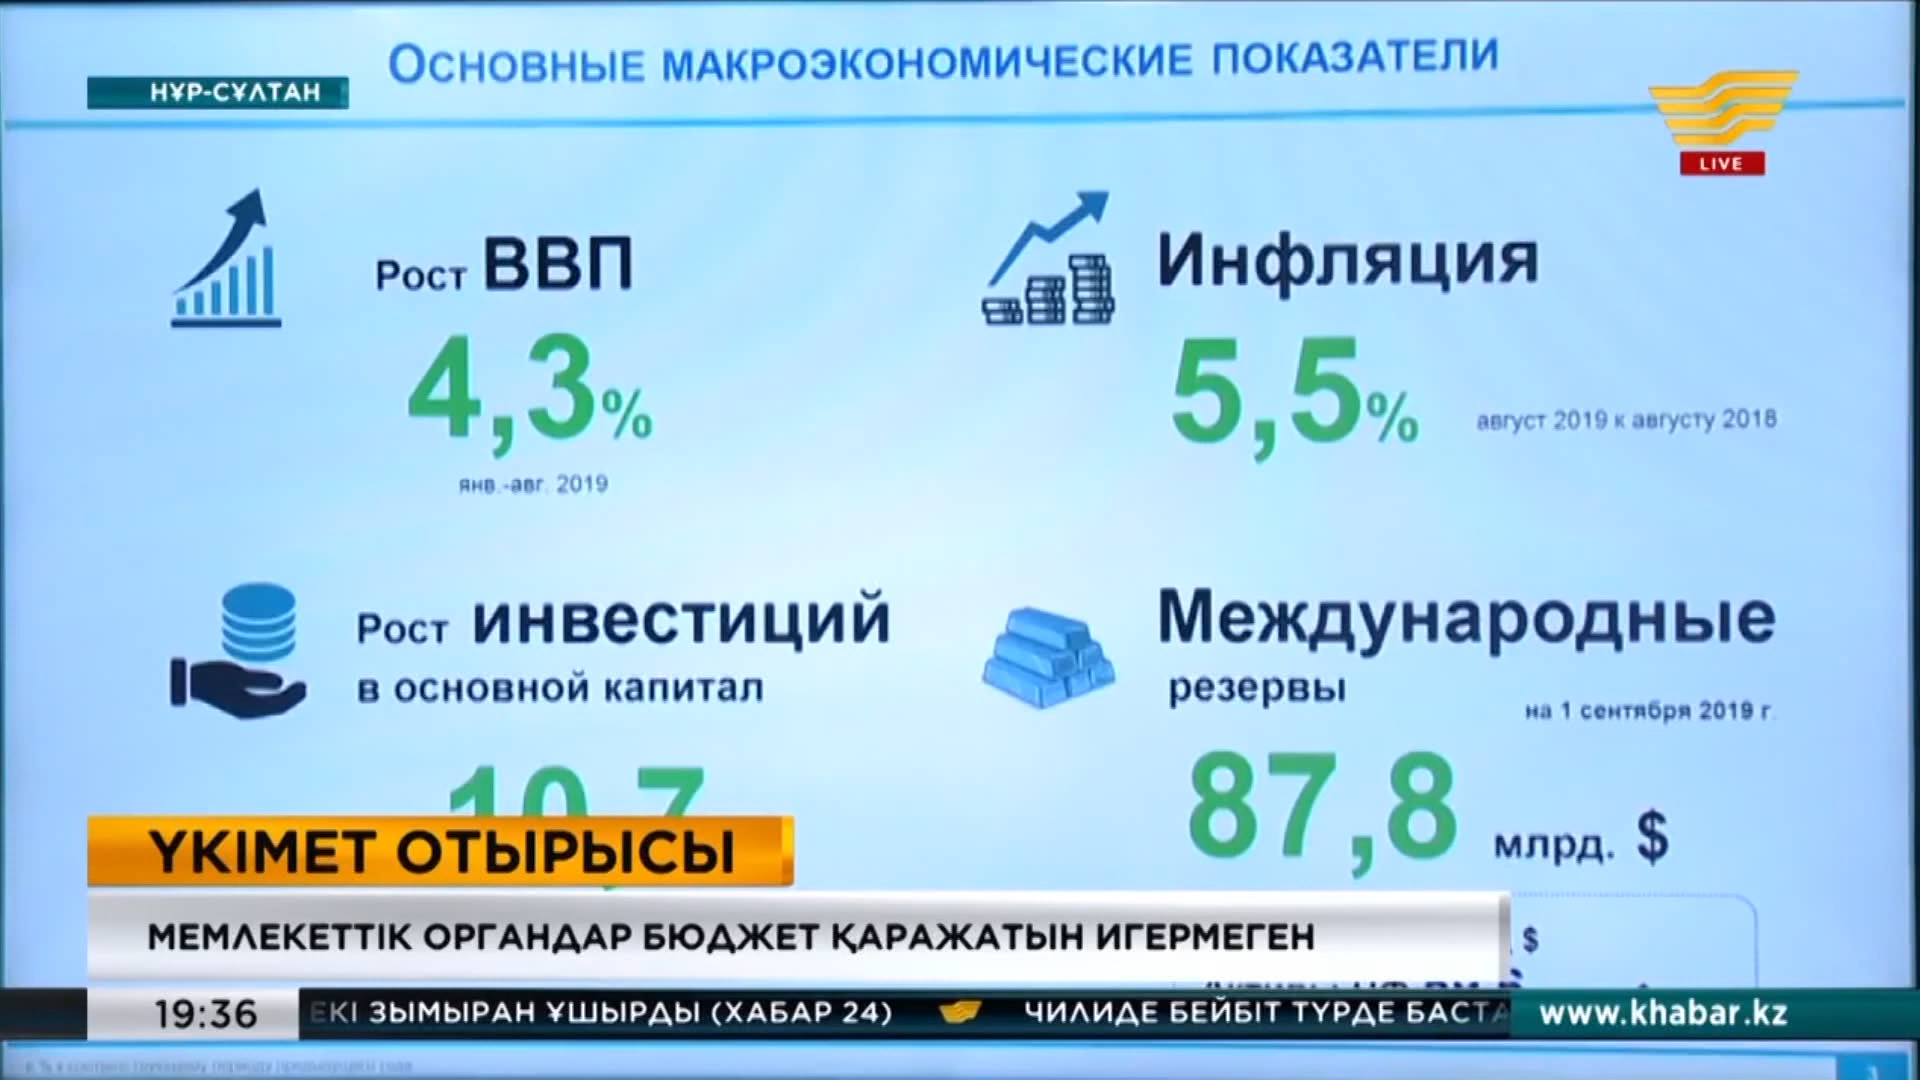 ОСНОВНЫЕ МАКРОЭКОНОМИЧЕСКИЕ ПОКАЗАТЕЛИ
НҰР-СҰЛТАН
LIVE
Рост ВВП
4,3%
янв.-авг. 2019
Инфляция
5,5%
август 2019 к августу 2018
Рост инвестиций
в основной капитал
10,7
Международные
резервы
на 1 сентября 2019 г.
87,8 млрд. $
ҮКІМЕТ ОТЫРЫСЫ
МЕМЛЕКЕТТІК ОРГАНДАР БЮДЖЕТ ҚАРАЖАТЫН ИГЕРМЕГЕН
$
19:36
ЕКІ ЗЫМЫРАН ҰШЫРДЫ (ХАБАР 24) ЧИЛИДЕ БЕЙБІТ ТҮРДЕ БАСТА
www.khabar.kz